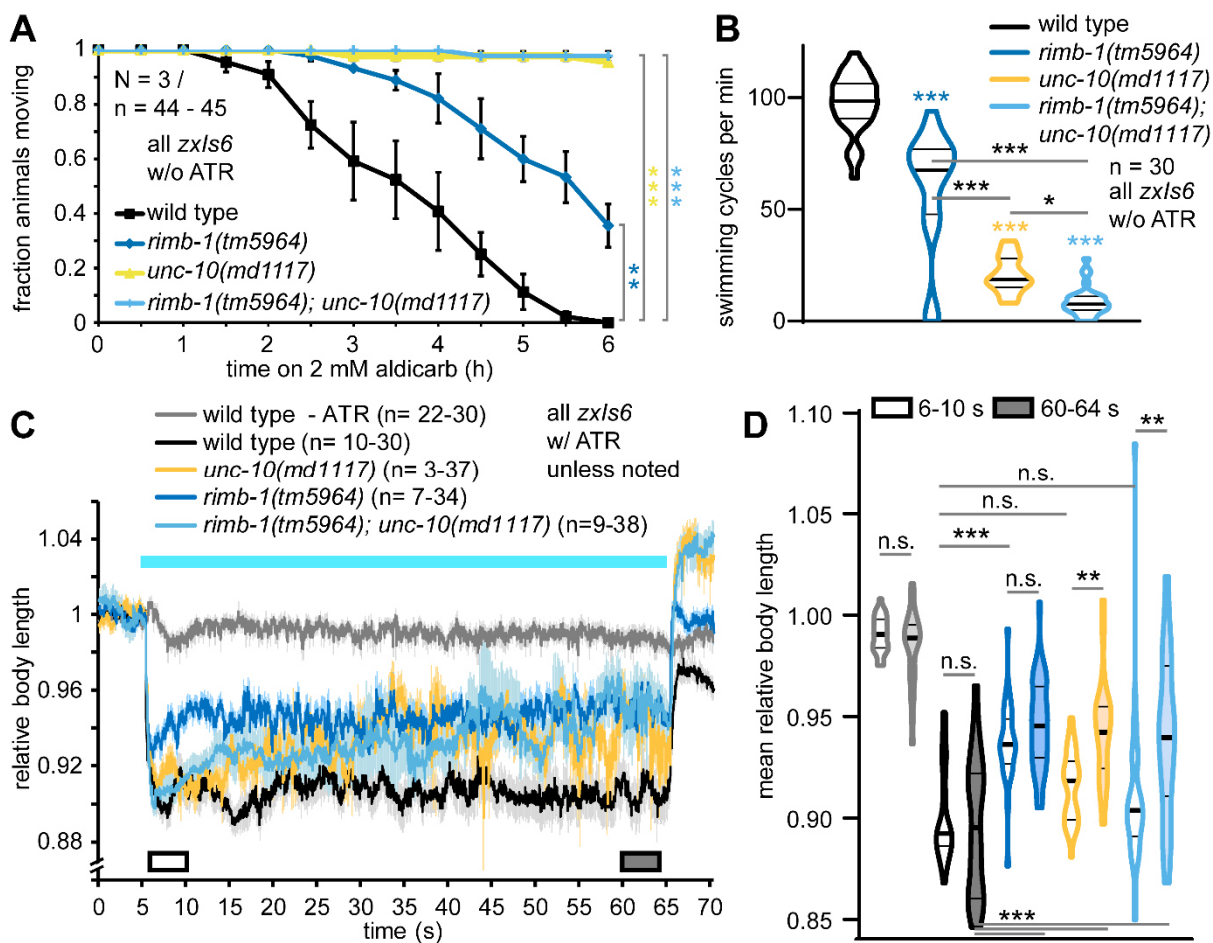 A
fraction animals moving
1
0.8
0.6
0.4
0.2
0
N = 3 /
n = 44 - 45
all zxIs6
w/o ATR
wild type
rimb-1(tm5964)
unc-10(md1117)
rimb-1(tm5964); unc-10(md1117)
***
***
**
0 1 2 3 4 5 6
time on 2 mM aldicarb (h)
B
swimming cycles per min
100
50
0
wild type
rimb-1(tm5964)
unc-10(md1117)
rimb-1(tm5964);
unc-10(md1117)
***
***
n = 30
all zxIs6
w/o ATR
***
*
***
***
C
wild type - ATR (n= 22-30)
wild type (n= 10-30)
unc-10(md1117) (n= 3-37)
rimb-1(tm5964) (n= 7-34)
rimb-1(tm5964); unc-10(md1117) (n=9-38)
all zxIs6
w/ ATR
unless noted
relative body length
1.04
1
0.96
0.92
0.88
0 5 10 15 20 25 30 35 40 45 50 55 60 65 70
time (s)
D
6-10 s 60-64 s
mean relative body length
1.10
1.05
1.00
0.95
0.90
0.85
**
n.s.
n.s.
***
n.s.
n.s.
**
n.s.
***